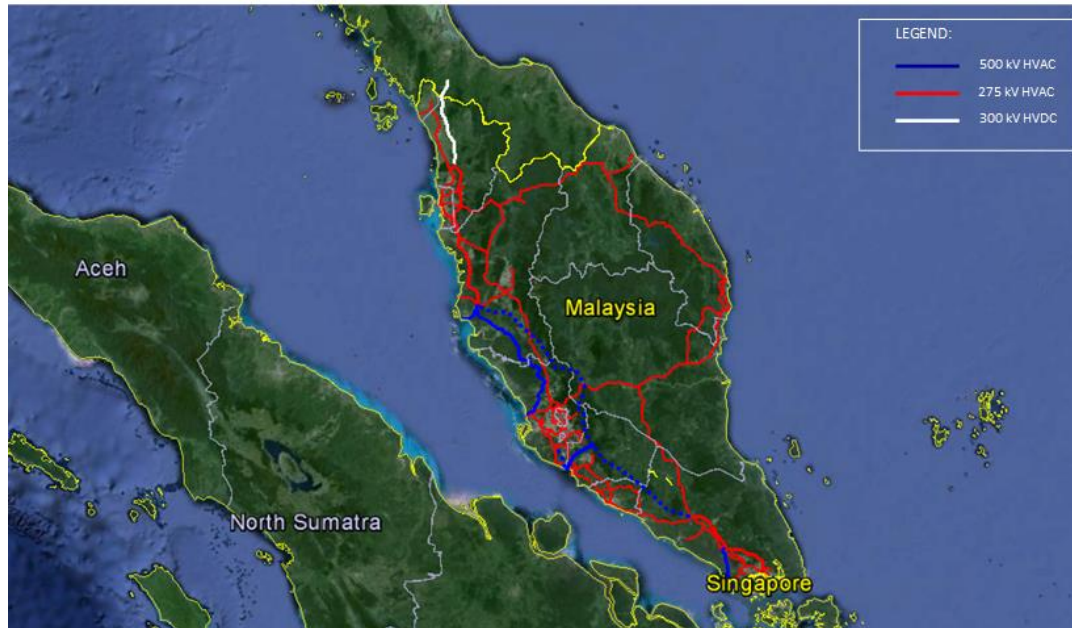 LEGEND:
500 kV HVAC
275 kV HVAC
300 kV HVDC
Aceh
Malaysia
North Sumatra
Singapore